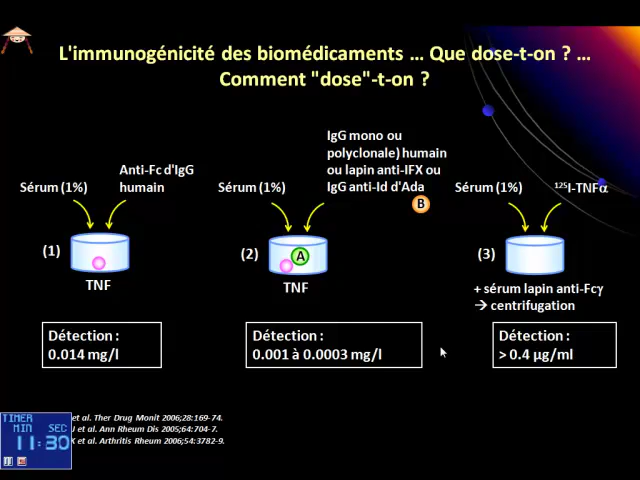 L'immunogénicité des biomédicaments … Que dose-t-on ? …
Comment "dose"-t-on ?
Sérum (1%)
Anti-Fc d'IgG
humain
(1)
TNF
Détection :
0.014 mg/l
Sérum (1%)
IgG mono ou
polyclonale) humain
ou lapin anti-IFX ou
IgG anti-Id d'Ada
B
(2)
A
TNF
Détection :
0.001 à 0.0003 mg/l
Sérum (1%)
125I-TNFα
(3)
+ sérum lapin anti-Fcγ
→ centrifugation
Détection :
> 0.4 µg/ml
et al. Ther Drug Monit 2006;28:169-74.
J et al. Ann Rheum Dis 2005;64:704-7.
K et al. Arthritis Rheum 2006;54:3782-9.
TIMER
MIN SEC
11:30